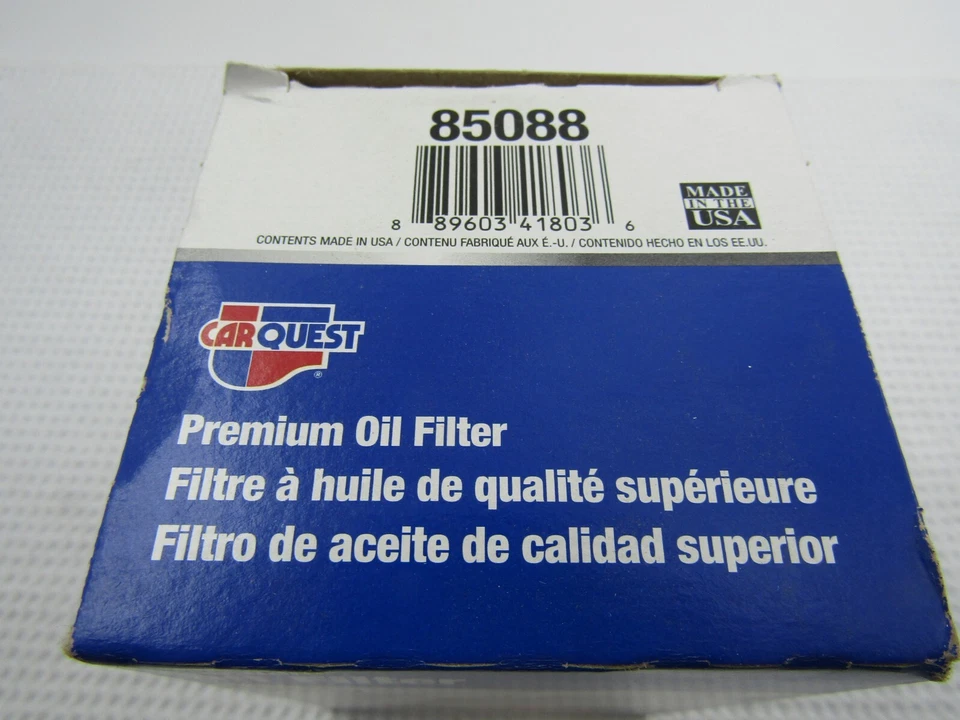 85088
8 89603 41803 6
MADE
IN THE
USA
CONTENTS MADE IN USA / CONTENU FABRIQUÉ AUX É.-U. / CONTENIDO HECHO EN LOS EE.UU.
CARQUEST®
Premium Oil Filter
Filtre à huile de qualité supérieure
Filtro de aceite de calidad superior